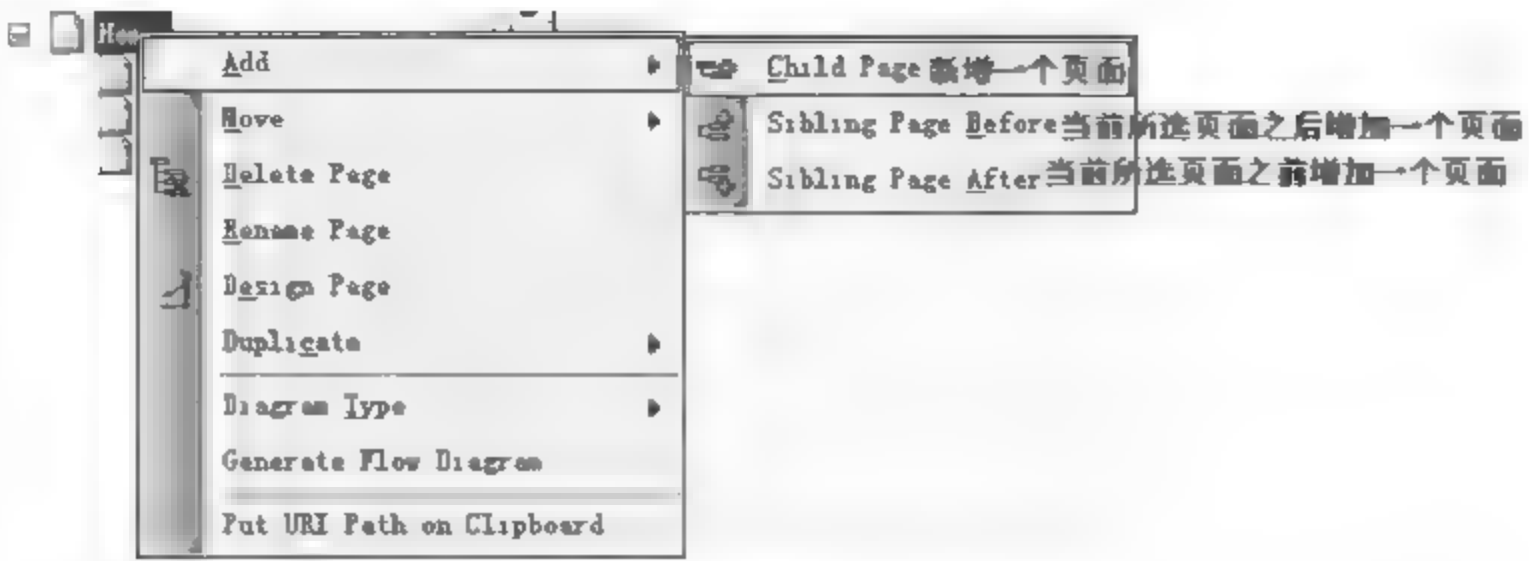 Add
Child Page 新增一个页面
Move
Sibling Page Before 当前所选页面之后增加一个页面
Delete Page
Sibling Page After 当前所选页面之前增加一个页面
Rename Page
Design Page
Duplicate
Diagram Type
Generate Flow Diagram
Put URI Path on Clipboard